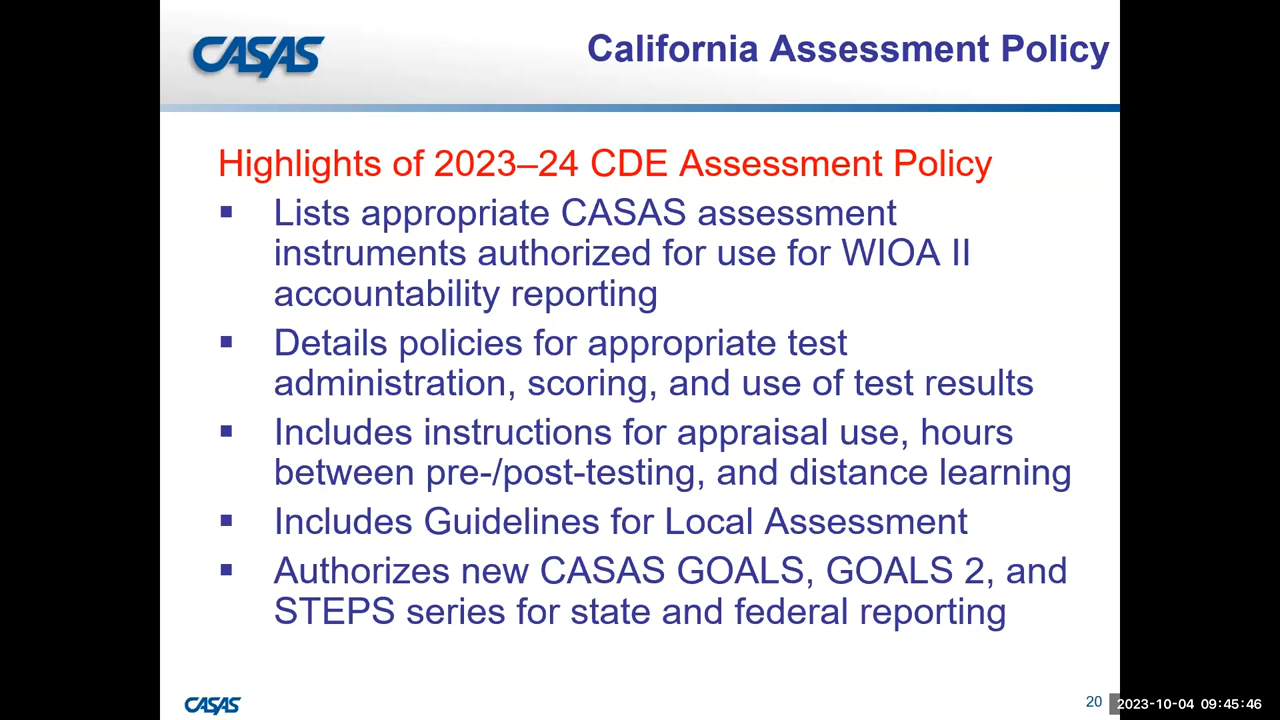 CASAS
California Assessment Policy
Highlights of 2023–24 CDE Assessment Policy
▪ Lists appropriate CASAS assessment
instruments authorized for use for WIOA II
accountability reporting
▪ Details policies for appropriate test
administration, scoring, and use of test results
▪ Includes instructions for appraisal use, hours
between pre-/post-testing, and distance learning
▪ Includes Guidelines for Local Assessment
▪ Authorizes new CASAS GOALS, GOALS 2, and
STEPS series for state and federal reporting
CASAS
20
2023-10-04 09:45:46